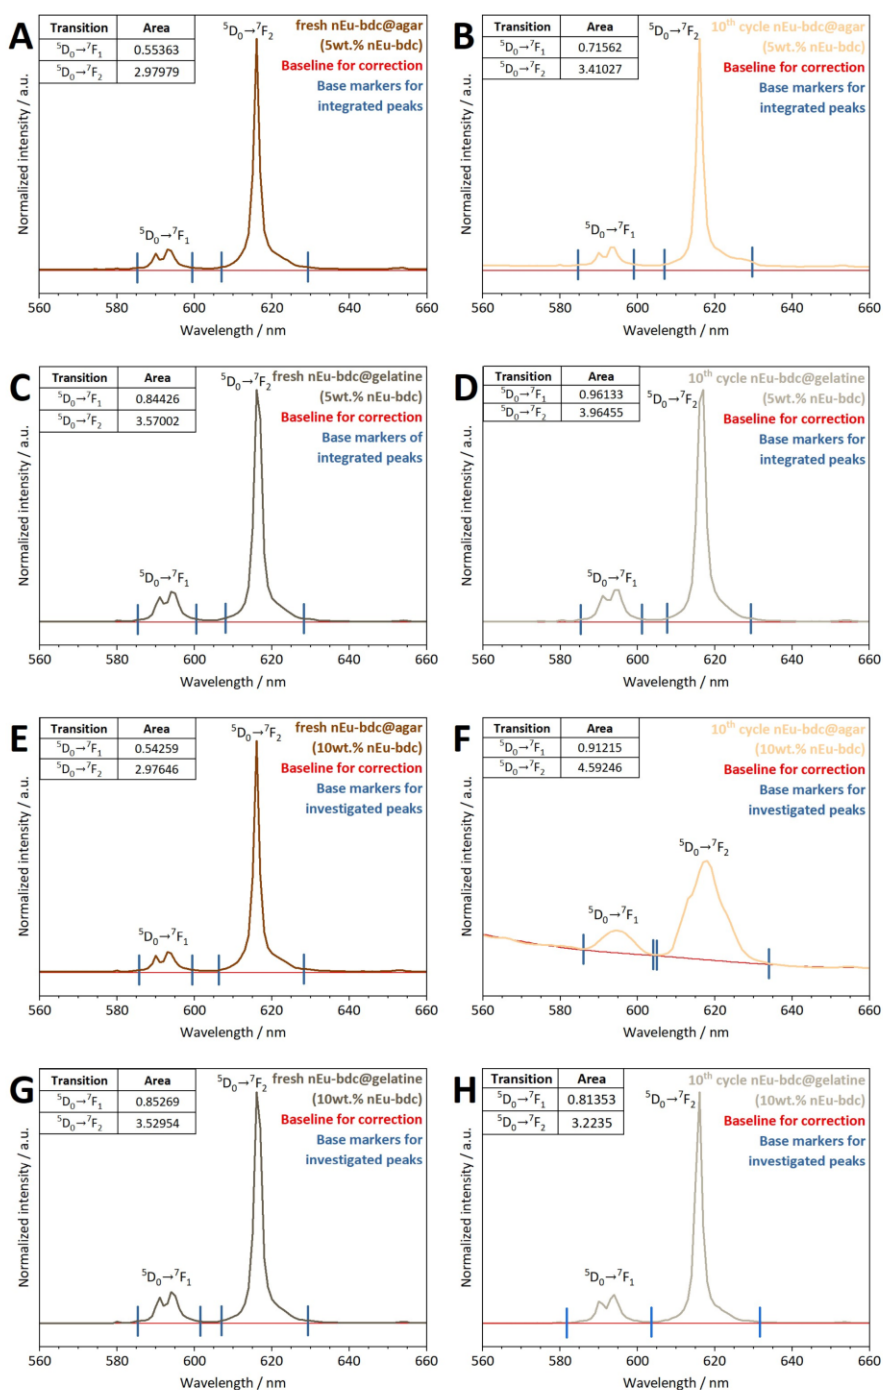 A
Transition Area
⁵D₀→⁷F₁ 0.55363
⁵D₀→⁷F₂ 2.97979
⁵D₀→⁷F₂
fresh nEu-bdc@agar
(5wt.% nEu-bdc)
Baseline for correction
Base markers for
integrated peaks
⁵D₀→⁷F₁
Normalized intensity / a.u.
560 580 600 620 640 660
Wavelength / nm
B
Transition Area
⁵D₀→⁷F₁ 0.71562
⁵D₀→⁷F₂ 3.41027
⁵D₀→⁷F₂
10th cycle nEu-bdc@agar
(5wt.% nEu-bdc)
Baseline for correction
Base markers for
integrated peaks
⁵D₀→⁷F₁
Normalized intensity / a.u.
560 580 600 620 640 660
Wavelength / nm
C
Transition Area
⁵D₀→⁷F₁ 0.84426
⁵D₀→⁷F₂ 3.57002
⁵D₀→⁷F₂
fresh nEu-bdc@gelatine
(5wt.% nEu-bdc)
Baseline for correction
Base markers of
integrated peaks
⁵D₀→⁷F₁
Normalized intensity / a.u.
560 580 600 620 640 660
Wavelength / nm
D
Transition Area
⁵D₀→⁷F₁ 0.96133
⁵D₀→⁷F₂ 3.96455
⁵D₀→⁷F₂
10th cycle nEu-bdc@gelatine
(5wt.% nEu-bdc)
Baseline for correction
Base markers for
integrated peaks
⁵D₀→⁷F₁
Normalized intensity / a.u.
560 580 600 620 640 660
Wavelength / nm
E
Transition Area
⁵D₀→⁷F₁ 0.54259
⁵D₀→⁷F₂ 2.97646
⁵D₀→⁷F₂
fresh nEu-bdc@agar
(10wt.% nEu-bdc)
Baseline for correction
Base markers for
investigated peaks
⁵D₀→⁷F₁
Normalized intensity / a.u.
560 580 600 620 640 660
Wavelength / nm
F
Transition Area
⁵D₀→⁷F₁ 0.91215
⁵D₀→⁷F₂ 4.59246
10th cycle nEu-bdc@agar
(10wt.% nEu-bdc)
Baseline for correction
Base markers for
investigated peaks
⁵D₀→⁷F₂
⁵D₀→⁷F₁
Normalized intensity / a.u.
560 580 600 620 640 660
Wavelength / nm
G
Transition Area
⁵D₀→⁷F₁ 0.85269
⁵D₀→⁷F₂ 3.52954
⁵D₀→⁷F₂
fresh nEu-bdc@gelatine
(10wt.% nEu-bdc)
Baseline for correction
Base markers for
investigated peaks
⁵D₀→⁷F₁
Normalized intensity / a.u.
560 580 600 620 640 660
Wavelength / nm
H
Transition Area
⁵D₀→⁷F₁ 0.81353
⁵D₀→⁷F₂ 3.2235
⁵D₀→⁷F₂
10th cycle nEu-bdc@gelatine
(10wt.% nEu-bdc)
Baseline for correction
Base markers for
investigated peaks
⁵D₀→⁷F₁
Normalized intensity / a.u.
560 580 600 620 640 660
Wavelength / nm